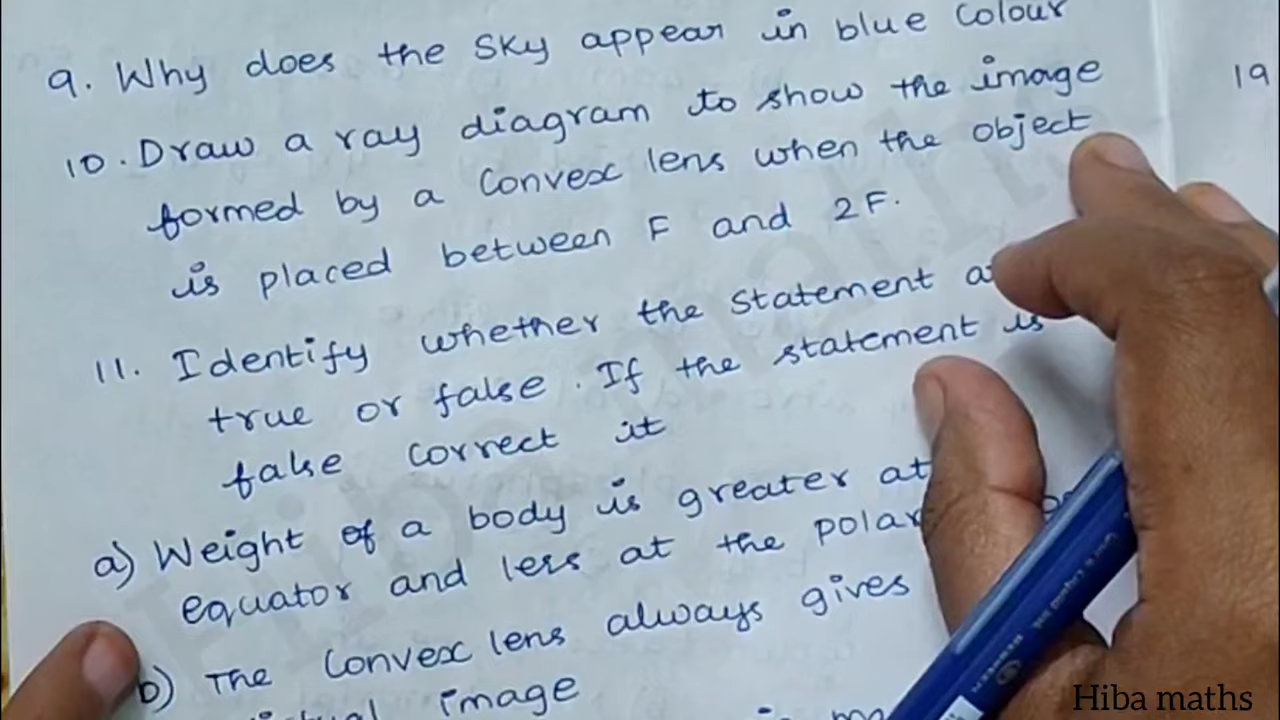 9. Why does the Sky appear in blue Colour
10. Draw a ray diagram to show the image
formed by a Convex lens when the object
is placed between F and 2F.
11. Identify whether the Statement
true or false. If the statement is
false correct it
a) Weight of a body is greater at
equator and less at the polar
b) The Convex lens always gives
image
19
Hiba maths